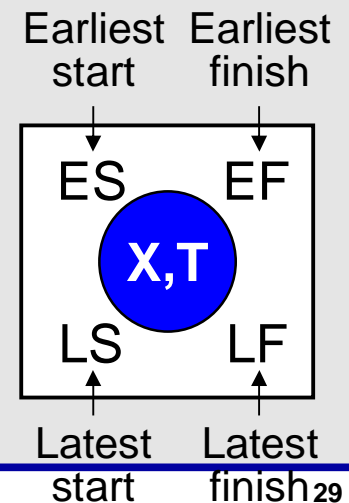 Earliest Earliest
start finish
ES EF
X,T
LS LF
Latest Latest
start finish 29